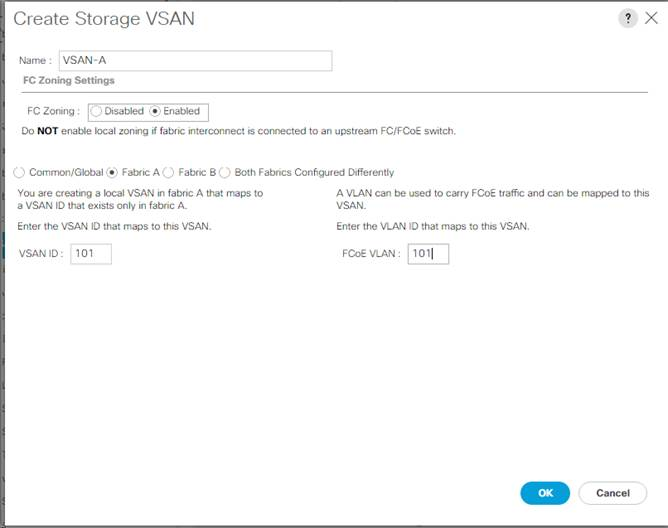 Create Storage VSAN
?
Name : VSAN-A
FC Zoning Settings
FC Zoning : Disabled Enabled
Do NOT enable local zoning if fabric interconnect is connected to an upstream FC/FCoE switch.
Common/Global Fabric A Fabric B Both Fabrics Configured Differently
You are creating a local VSAN in fabric A that maps to
a VSAN ID that exists only in fabric A.
Enter the VSAN ID that maps to this VSAN.
VSAN ID : 101
A VLAN can be used to carry FCoE traffic and can be mapped to this
VSAN.
Enter the VLAN ID that maps to this VSAN.
FCoE VLAN : 101
OK
Cancel